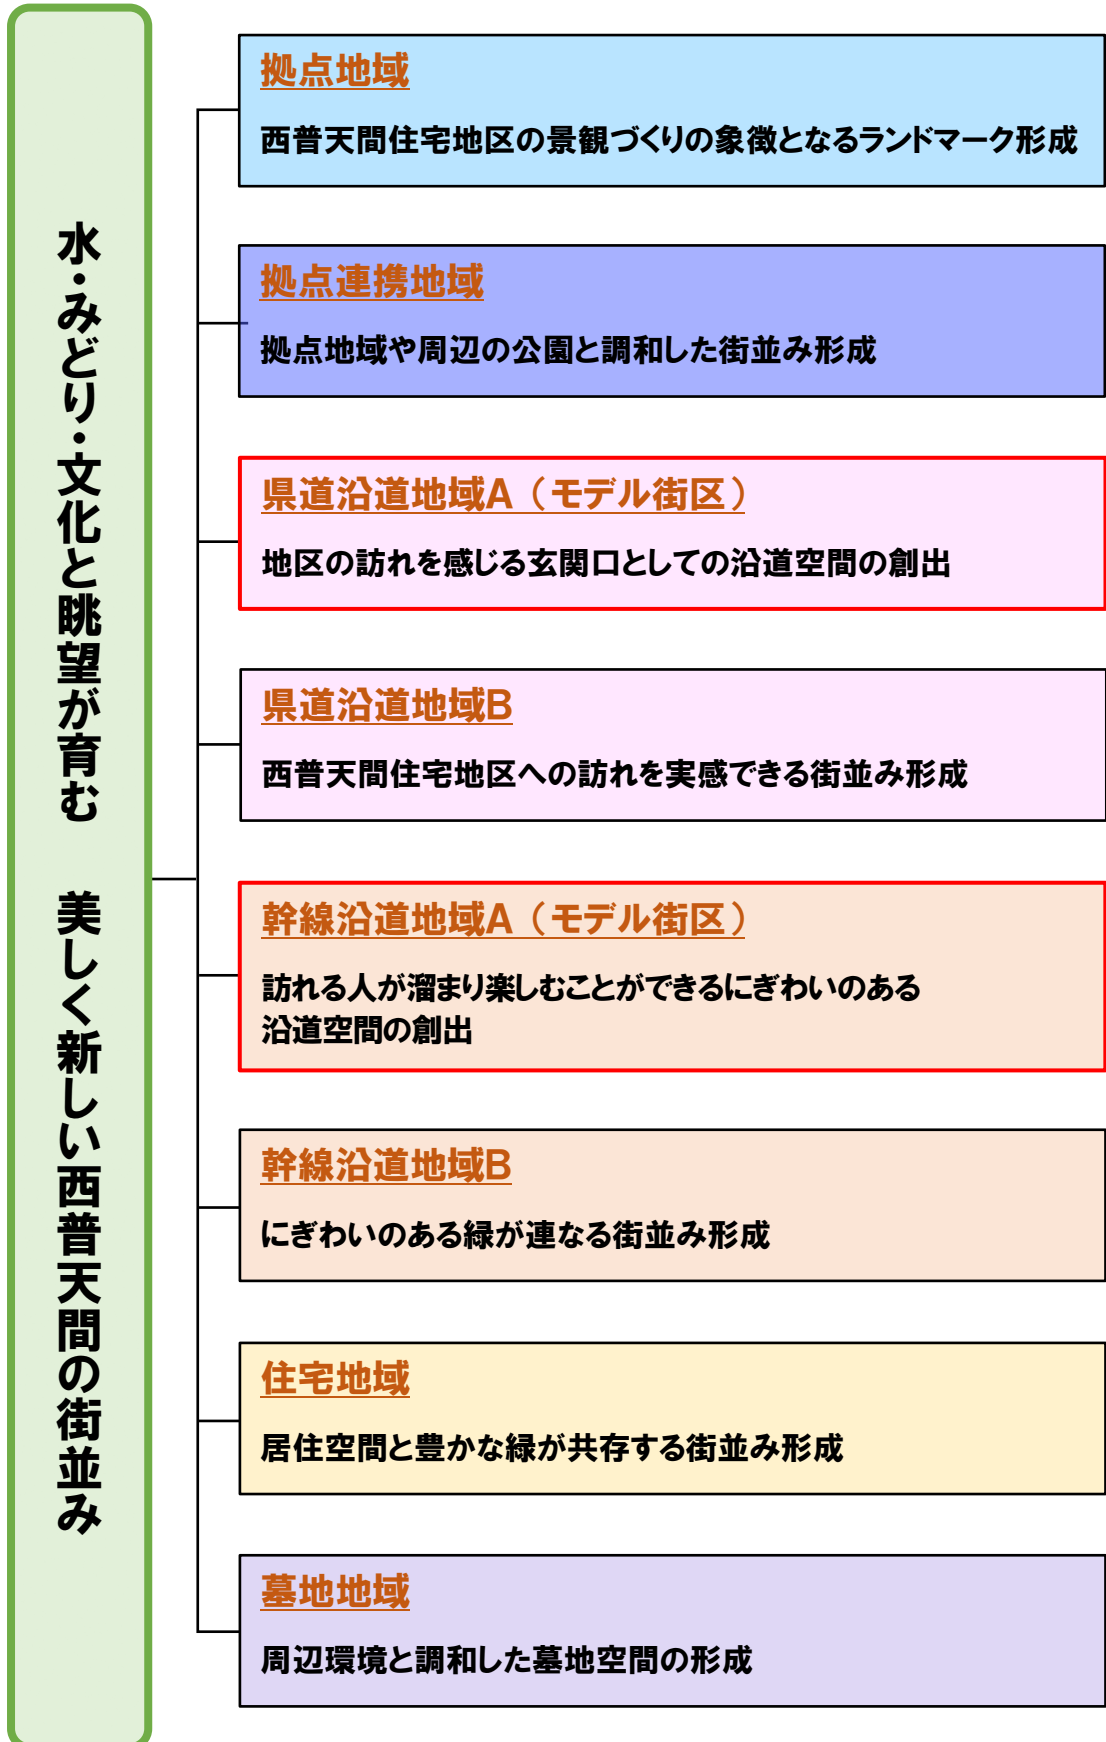 水・みどり・文化と眺望が育む　美しく新しい西普天間の街並み
拠点地域
西普天間住宅地区の景観づくりの象徴となるランドマーク形成
拠点連携地域
拠点地域や周辺の公園と調和した街並み形成
県道沿道地域A（モデル街区）
地区の訪れを感じる玄関口としての沿道空間の創出
県道沿道地域B
西普天間住宅地区への訪れを実感できる街並み形成
幹線沿道地域A（モデル街区）
訪れる人が溜まり楽しむことができるにぎわいのある
沿道空間の創出
幹線沿道地域B
にぎわいのある緑が連なる街並み形成
住宅地域
居住空間と豊かな緑が共存する街並み形成
墓地地域
周辺環境と調和した墓地空間の形成